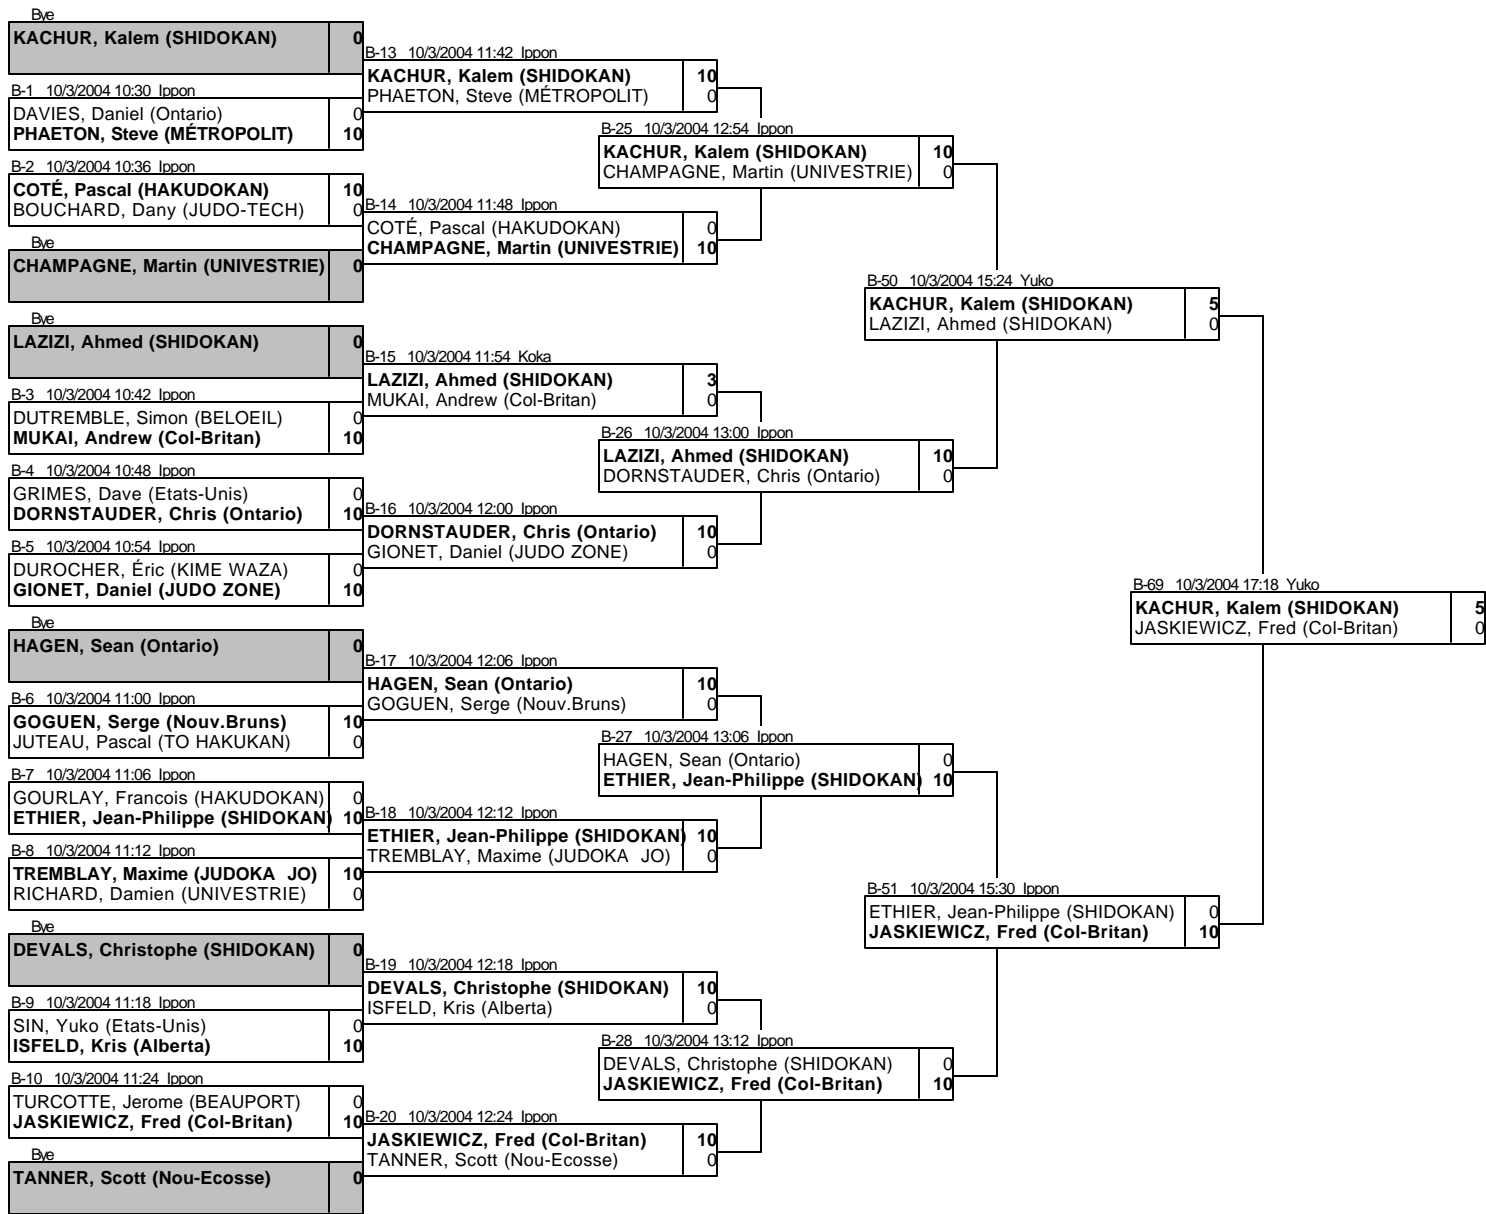 Bye
KACHUR, Kalem (SHIDOKAN) 0
B-1 10/3/2004 10:30 Ippon
DAVIES, Daniel (Ontario) 0
PHAETON, Steve (MÉTROPOLIT) 10
B-2 10/3/2004 10:36 Ippon
COTÉ, Pascal (HAKUDOKAN) 10
BOUCHARD, Dany (JUDO-TECH) 0
Bye
CHAMPAGNE, Martin (UNIVESTRIE) 0
Bye
LAZIZI, Ahmed (SHIDOKAN) 0
B-3 10/3/2004 10:42 Ippon
DUTREMBLE, Simon (BELOEIL) 0
MUKAI, Andrew (Col-Britan) 10
B-4 10/3/2004 10:48 Ippon
GRIMES, Dave (Etats-Unis) 0
DORNSTAUDER, Chris (Ontario) 10
B-5 10/3/2004 10:54 Ippon
DUROCHER, Éric (KIME WAZA) 0
GIONET, Daniel (JUDO ZONE) 10
Bye
HAGEN, Sean (Ontario) 0
B-6 10/3/2004 11:00 Ippon
GOGUEN, Serge (Nouv.Bruns) 10
JUTEAU, Pascal (TO HAKUKAN) 0
B-7 10/3/2004 11:06 Ippon
GOURLAY, Francois (HAKUDOKAN) 0
ETHIER, Jean-Philippe (SHIDOKAN) 10
B-8 10/3/2004 11:12 Ippon
TREMBLAY, Maxime (JUDOKA JO) 10
RICHARD, Damien (UNIVESTRIE) 0
Bye
DEVALS, Christophe (SHIDOKAN) 0
B-9 10/3/2004 11:18 Ippon
SIN, Yuko (Etats-Unis) 0
ISFELD, Kris (Alberta) 10
B-10 10/3/2004 11:24 Ippon
TURCOTTE, Jerome (BEAUPORT) 0
JASKIEWICZ, Fred (Col-Britan) 10
Bye
TANNER, Scott (Nou-Ecosse) 0
B-13 10/3/2004 11:42 Ippon
KACHUR, Kalem (SHIDOKAN) 10
PHAETON, Steve (MÉTROPOLIT) 0
B-14 10/3/2004 11:48 Ippon
COTÉ, Pascal (HAKUDOKAN) 0
CHAMPAGNE, Martin (UNIVESTRIE) 10
B-15 10/3/2004 11:54 Koka
LAZIZI, Ahmed (SHIDOKAN) 3
MUKAI, Andrew (Col-Britan) 0
B-16 10/3/2004 12:00 Ippon
DORNSTAUDER, Chris (Ontario) 10
GIONET, Daniel (JUDO ZONE) 0
B-17 10/3/2004 12:06 Ippon
HAGEN, Sean (Ontario) 10
GOGUEN, Serge (Nouv.Bruns) 0
B-18 10/3/2004 12:12 Ippon
ETHIER, Jean-Philippe (SHIDOKAN) 10
TREMBLAY, Maxime (JUDOKA JO) 0
B-19 10/3/2004 12:18 Ippon
DEVALS, Christophe (SHIDOKAN) 10
ISFELD, Kris (Alberta) 0
B-20 10/3/2004 12:24 Ippon
JASKIEWICZ, Fred (Col-Britan) 10
TANNER, Scott (Nou-Ecosse) 0
B-25 10/3/2004 12:54 Ippon
KACHUR, Kalem (SHIDOKAN) 10
CHAMPAGNE, Martin (UNIVESTRIE) 0
B-26 10/3/2004 13:00 Ippon
LAZIZI, Ahmed (SHIDOKAN) 10
DORNSTAUDER, Chris (Ontario) 0
B-27 10/3/2004 13:06 Ippon
HAGEN, Sean (Ontario) 0
ETHIER, Jean-Philippe (SHIDOKAN) 10
B-28 10/3/2004 13:12 Ippon
DEVALS, Christophe (SHIDOKAN) 0
JASKIEWICZ, Fred (Col-Britan) 10
B-50 10/3/2004 15:24 Yuko
KACHUR, Kalem (SHIDOKAN) 5
LAZIZI, Ahmed (SHIDOKAN) 0
B-51 10/3/2004 15:30 Ippon
ETHIER, Jean-Philippe (SHIDOKAN) 0
JASKIEWICZ, Fred (Col-Britan) 10
B-69 10/3/2004 17:18 Yuko
KACHUR, Kalem (SHIDOKAN) 5
JASKIEWICZ, Fred (Col-Britan) 0